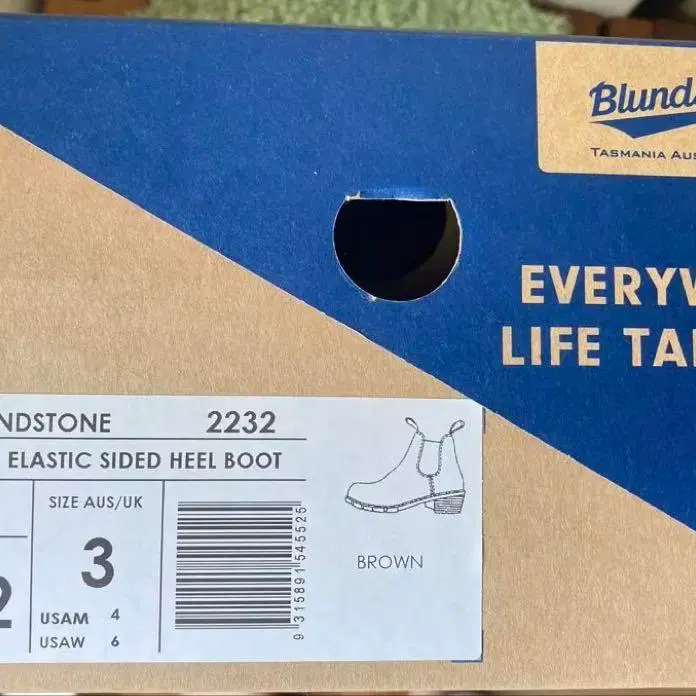 Blund
TASMANIA AUS
EVERYW
LIFE TA
NDSTONE 2232
ELASTIC SIDED HEEL BOOT
SIZE AUS/UK
3
2
USAM 4
USAW 6
9 315891 545525
BROWN